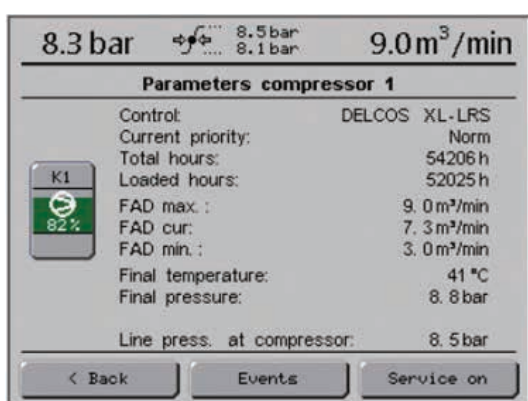 8.3 bar 8.5 bar 9.0 m³/min
8.1 bar
Parameters compressor 1
Control: DELCOS XL-LRS
Current priority: Norm
Total hours: 54206 h
Loaded hours: 52025 h
K1
82%
FAD max. : 9. 0 m³/min
FAD cur: 7. 3 m³/min
FAD min. : 3. 0 m³/min
Final temperature: 41 °C
Final pressure: 8. 8 bar
Line press. at compressor: 8. 5 bar
< Back Events Service on